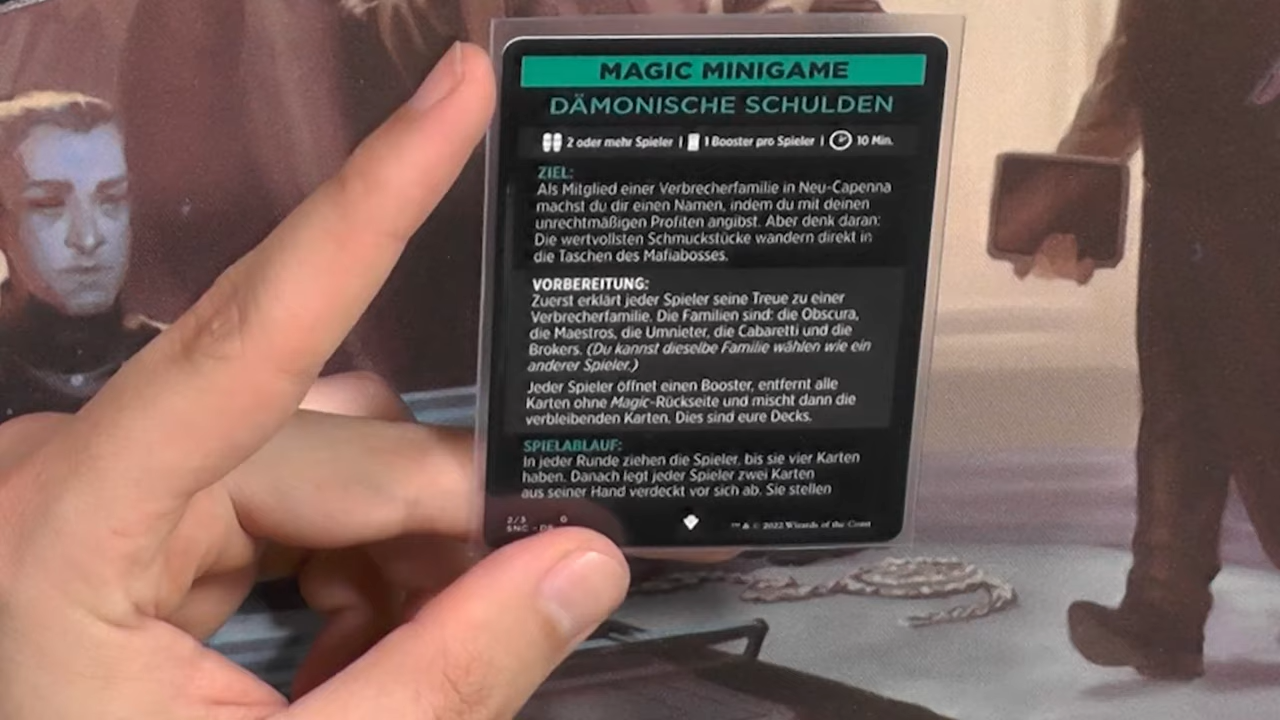 MAGIC MINIGAME
DÄMONISCHE SCHULDEN
2 oder mehr Spieler | 1 Booster pro Spieler | 10 Min.
ZIEL:
Als Mitglied einer Verbrecherfamilie in Neu-Capenna
machst du dir einen Namen, indem du mit deinen
unrechtmäßigen Profiten angibst. Aber denk daran:
Die wertvollsten Schmuckstücke wandern direkt in
die Taschen des Mafiabosses.
VORBEREITUNG:
Zuerst erklärt jeder Spieler seine Treue zu einer
Verbrecherfamilie. Die Familien sind: die Obscura,
die Maestros, die Umnieter, die Cabaretti und die
Brokers. (Du kannst dieselbe Familie wählen wie ein
anderer Spieler.)
Jeder Spieler öffnet einen Booster, entfernt alle
Karten ohne Magic-Rückseite und mischt dann die
verbleibenden Karten. Dies sind eure Decks.
SPIELABLAUF:
In jeder Runde ziehen die Spieler, bis sie vier Karten
haben. Danach legt jeder Spieler zwei Karten
aus seiner Hand verdeckt vor sich ab. Sie stellen
2/3 G
SNC - DE
™ & © 2022 Wizards of the Coast